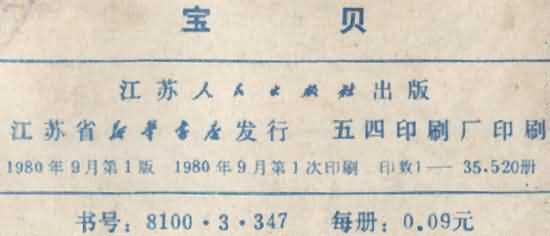 宝 贝
江苏人民出版社出版
江苏省新华书店发行 五四印刷厂印刷
1980年9月第1版 1980年9月第1次印刷 印数1—35.520册
书号：8100·3·347 每册：0.09元